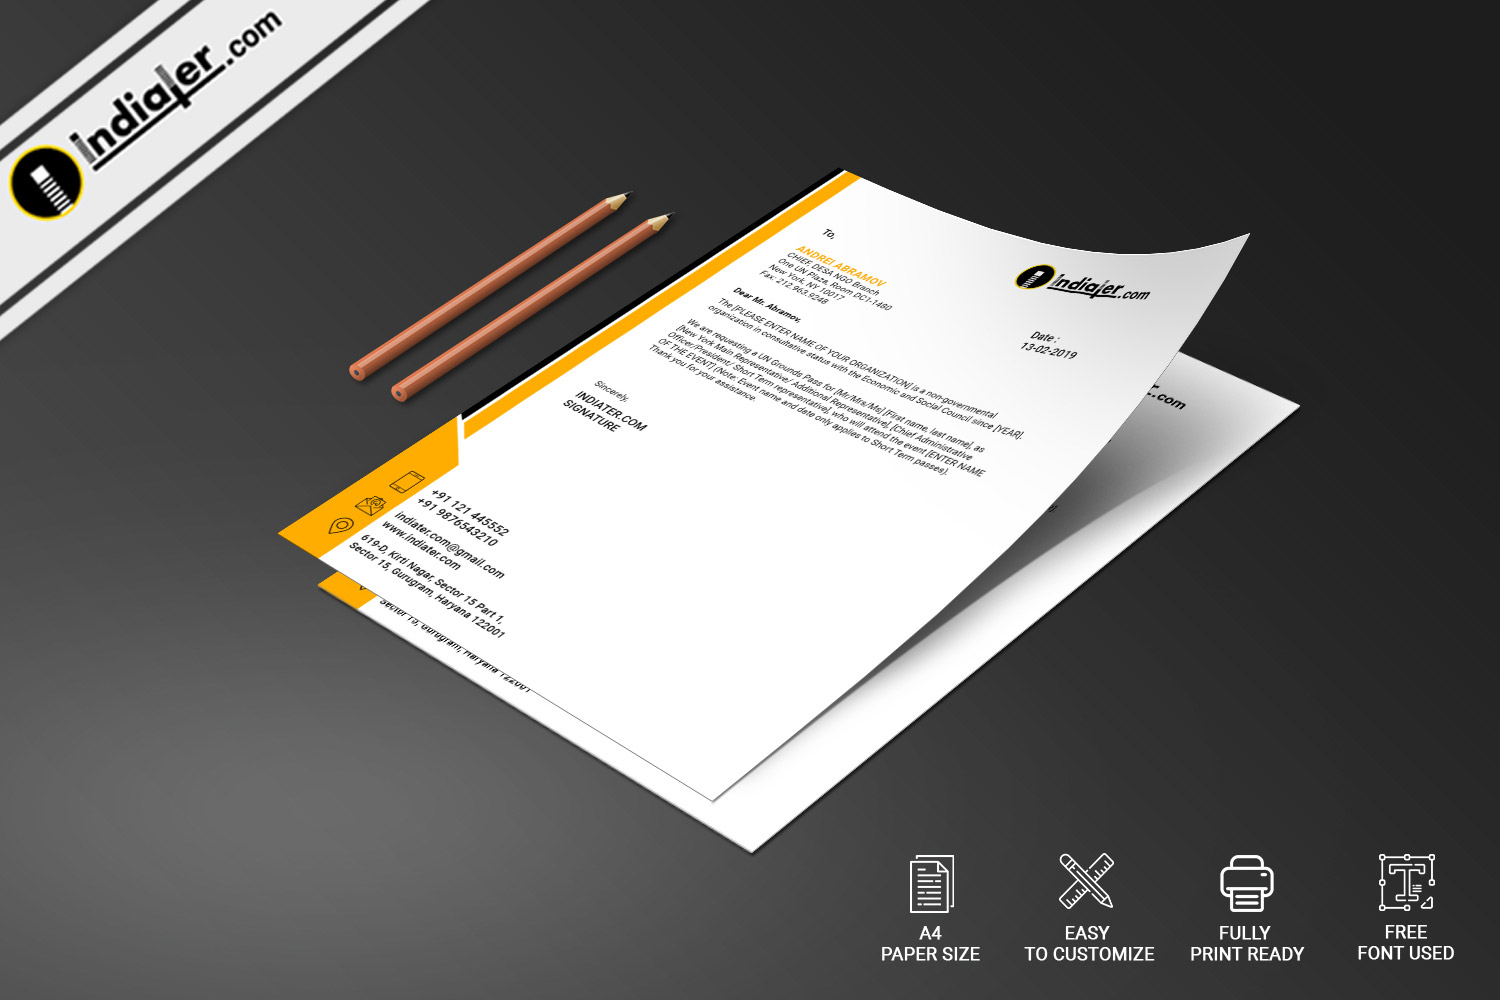 indiater.com
To,
ANDREI ABRAMOV
CHIEF, DESA NGO Branch
One UN Plaza, Room DC1-1480
New York, NY 10017
Fax: 212.963.9248
indiater.com
Date :
13-02-2019
Dear Mr. Abramov,
The [PLEASE ENTER NAME OF YOUR ORGANIZATION] is a non-governmental
organization in consultative status with the Economic and Social Council since [YEAR].
We are requesting a UN Grounds Pass for [Mr/Mrs/Ms] [First name, last name], as
[New York Main Representative/ Additional Representative], [Chief Administrative
Officer/President/ Short Term representative], who will attend the event [ENTER NAME
OF THE EVENT] (Note: Event name and date only applies to Short Term passes).
Thank you for your assistance.
Sincerely,
INDIATER.COM
SIGNATURE
+91 121 445552
+91 9876543210
indiater.com@gmail.com
www.indiater.com
619-D, Kirti Nagar, Sector 15 Part 1,
Sector 15, Gurugram, Haryana 122001
.com
Sector 15, Gurugram, Haryana 122001
A4
PAPER SIZE
EASY
TO CUSTOMIZE
FULLY
PRINT READY
FREE
FONT USED